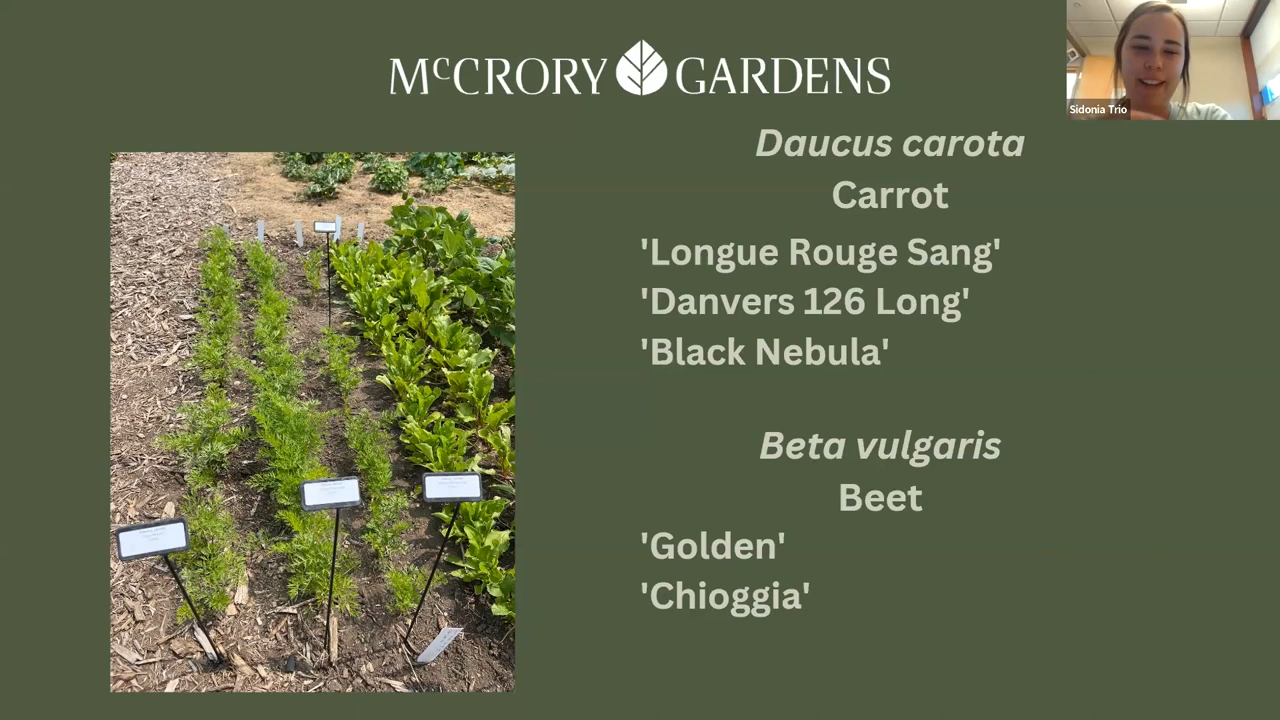 McCRORY GARDENS
Sidonia Trio
Daucus carota
Carrot
'Longue Rouge Sang'
'Danvers 126 Long'
'Black Nebula'
Beta vulgaris
Beet
'Golden'
'Chioggia'